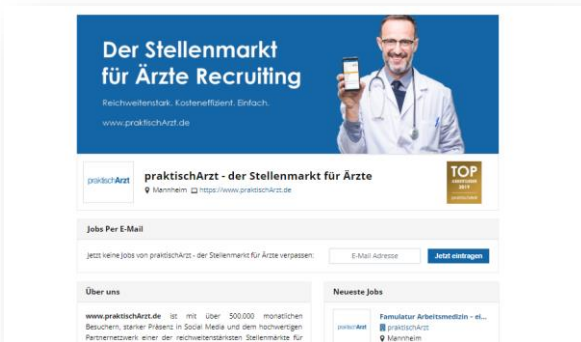 Der Stellenmarkt
für Ärzte Recruiting
Reichweitenstark. Kosteneffizient. Einfach.
www.praktischArzt.de
praktischArzt
praktischArzt - der Stellenmarkt für Ärzte
Mannheim https://www.praktischArzt.de
TOP
2019
Jobs Per E-Mail
Jetzt keine Jobs von praktischArzt - der Stellenmarkt für Ärzte verpassen:
E-Mail Adresse
Jetzt eintragen
Über uns
www.praktischArzt.de ist mit über 500.000 monatlichen
Besuchern, starker Präsenz in Social Media und dem hochwertigen
Partnernetzwerk einer der reichweitenstärksten Stellenmärkte für
Neueste Jobs
praktischArzt
Famulatur Arbeitsmedizin – ei...
praktischArzt
Mannheim